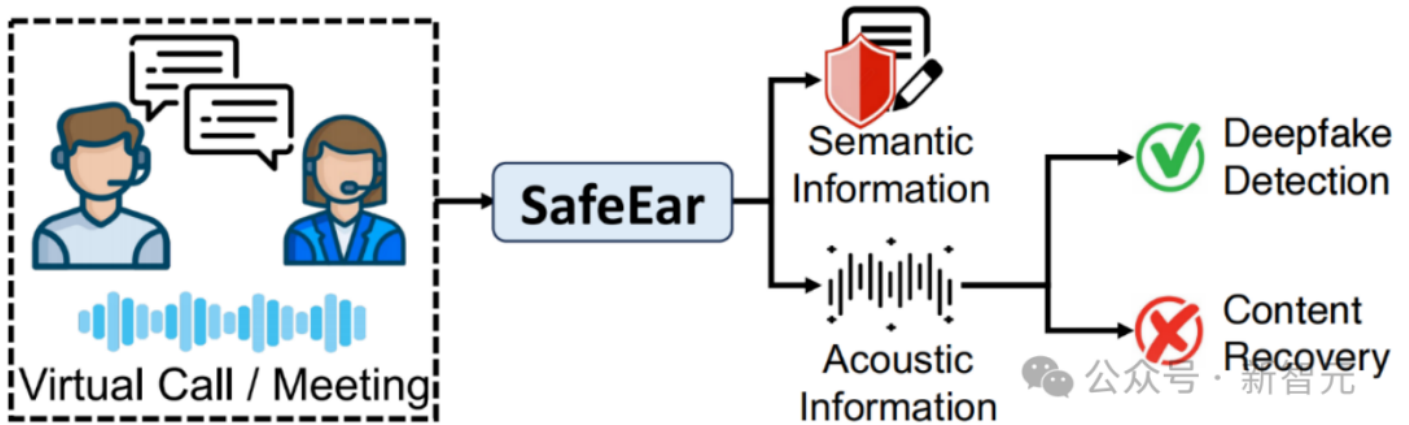 Virtual Call / Meeting
SafeEar
Semantic
Information
Acoustic
Information
Deepfake
Detection
Content
Recovery
公众号 · 新智元